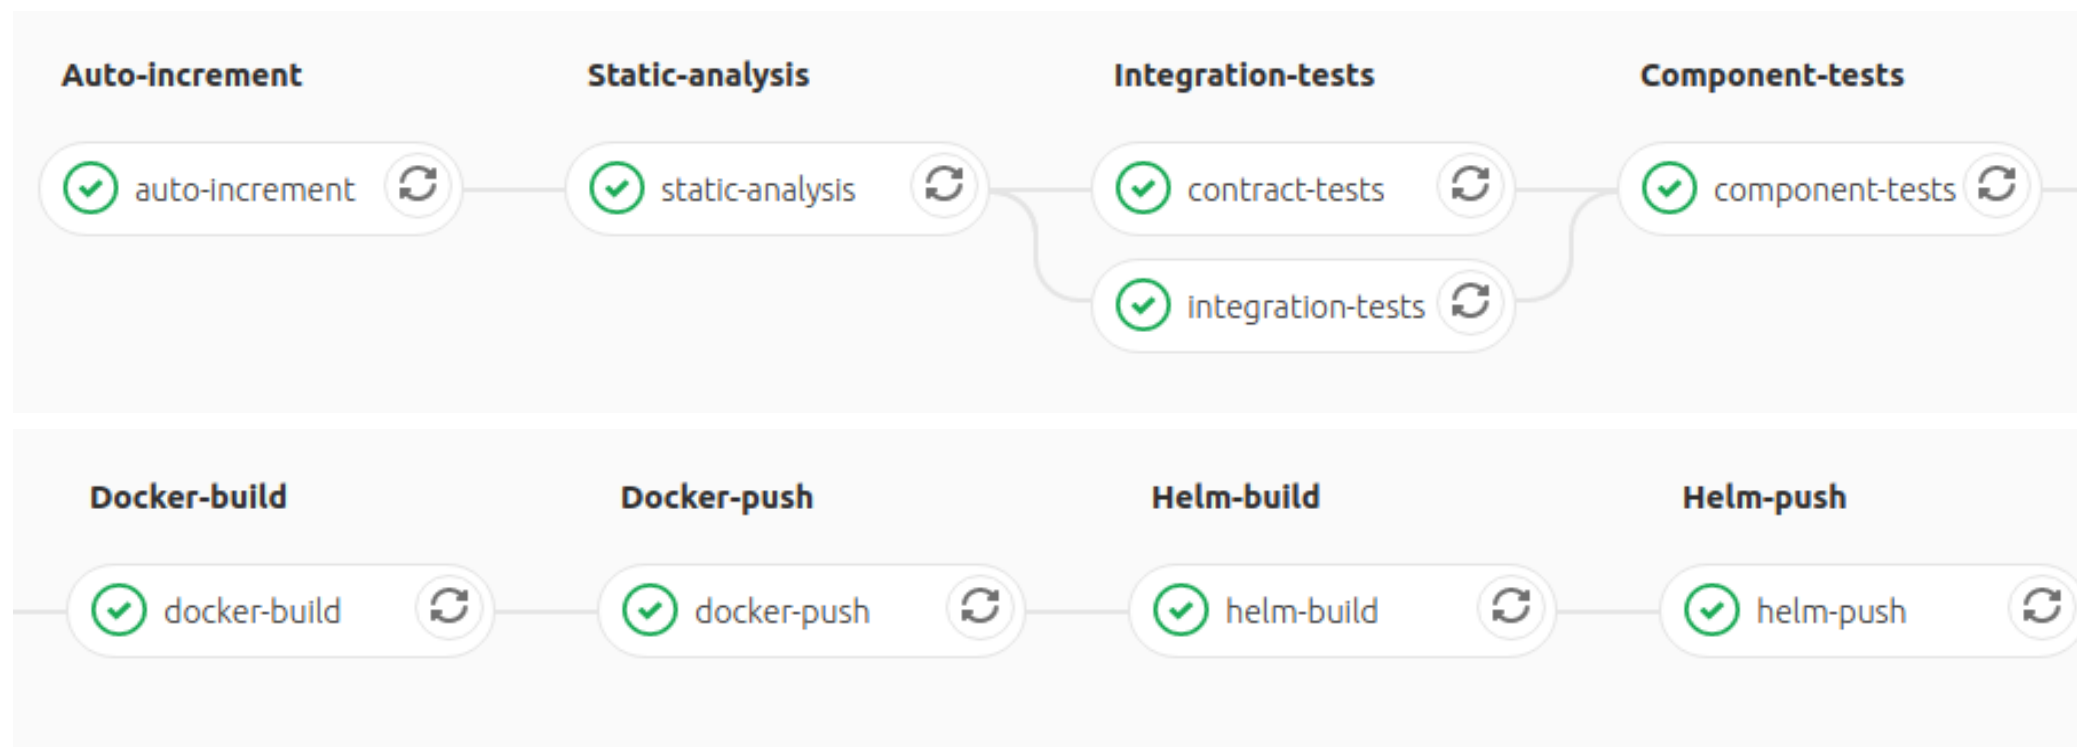 Auto-increment Static-analysis Integration-tests Component-tests
auto-increment static-analysis contract-tests component-tests
integration-tests
Docker-build Docker-push Helm-build Helm-push
docker-build docker-push helm-build helm-push